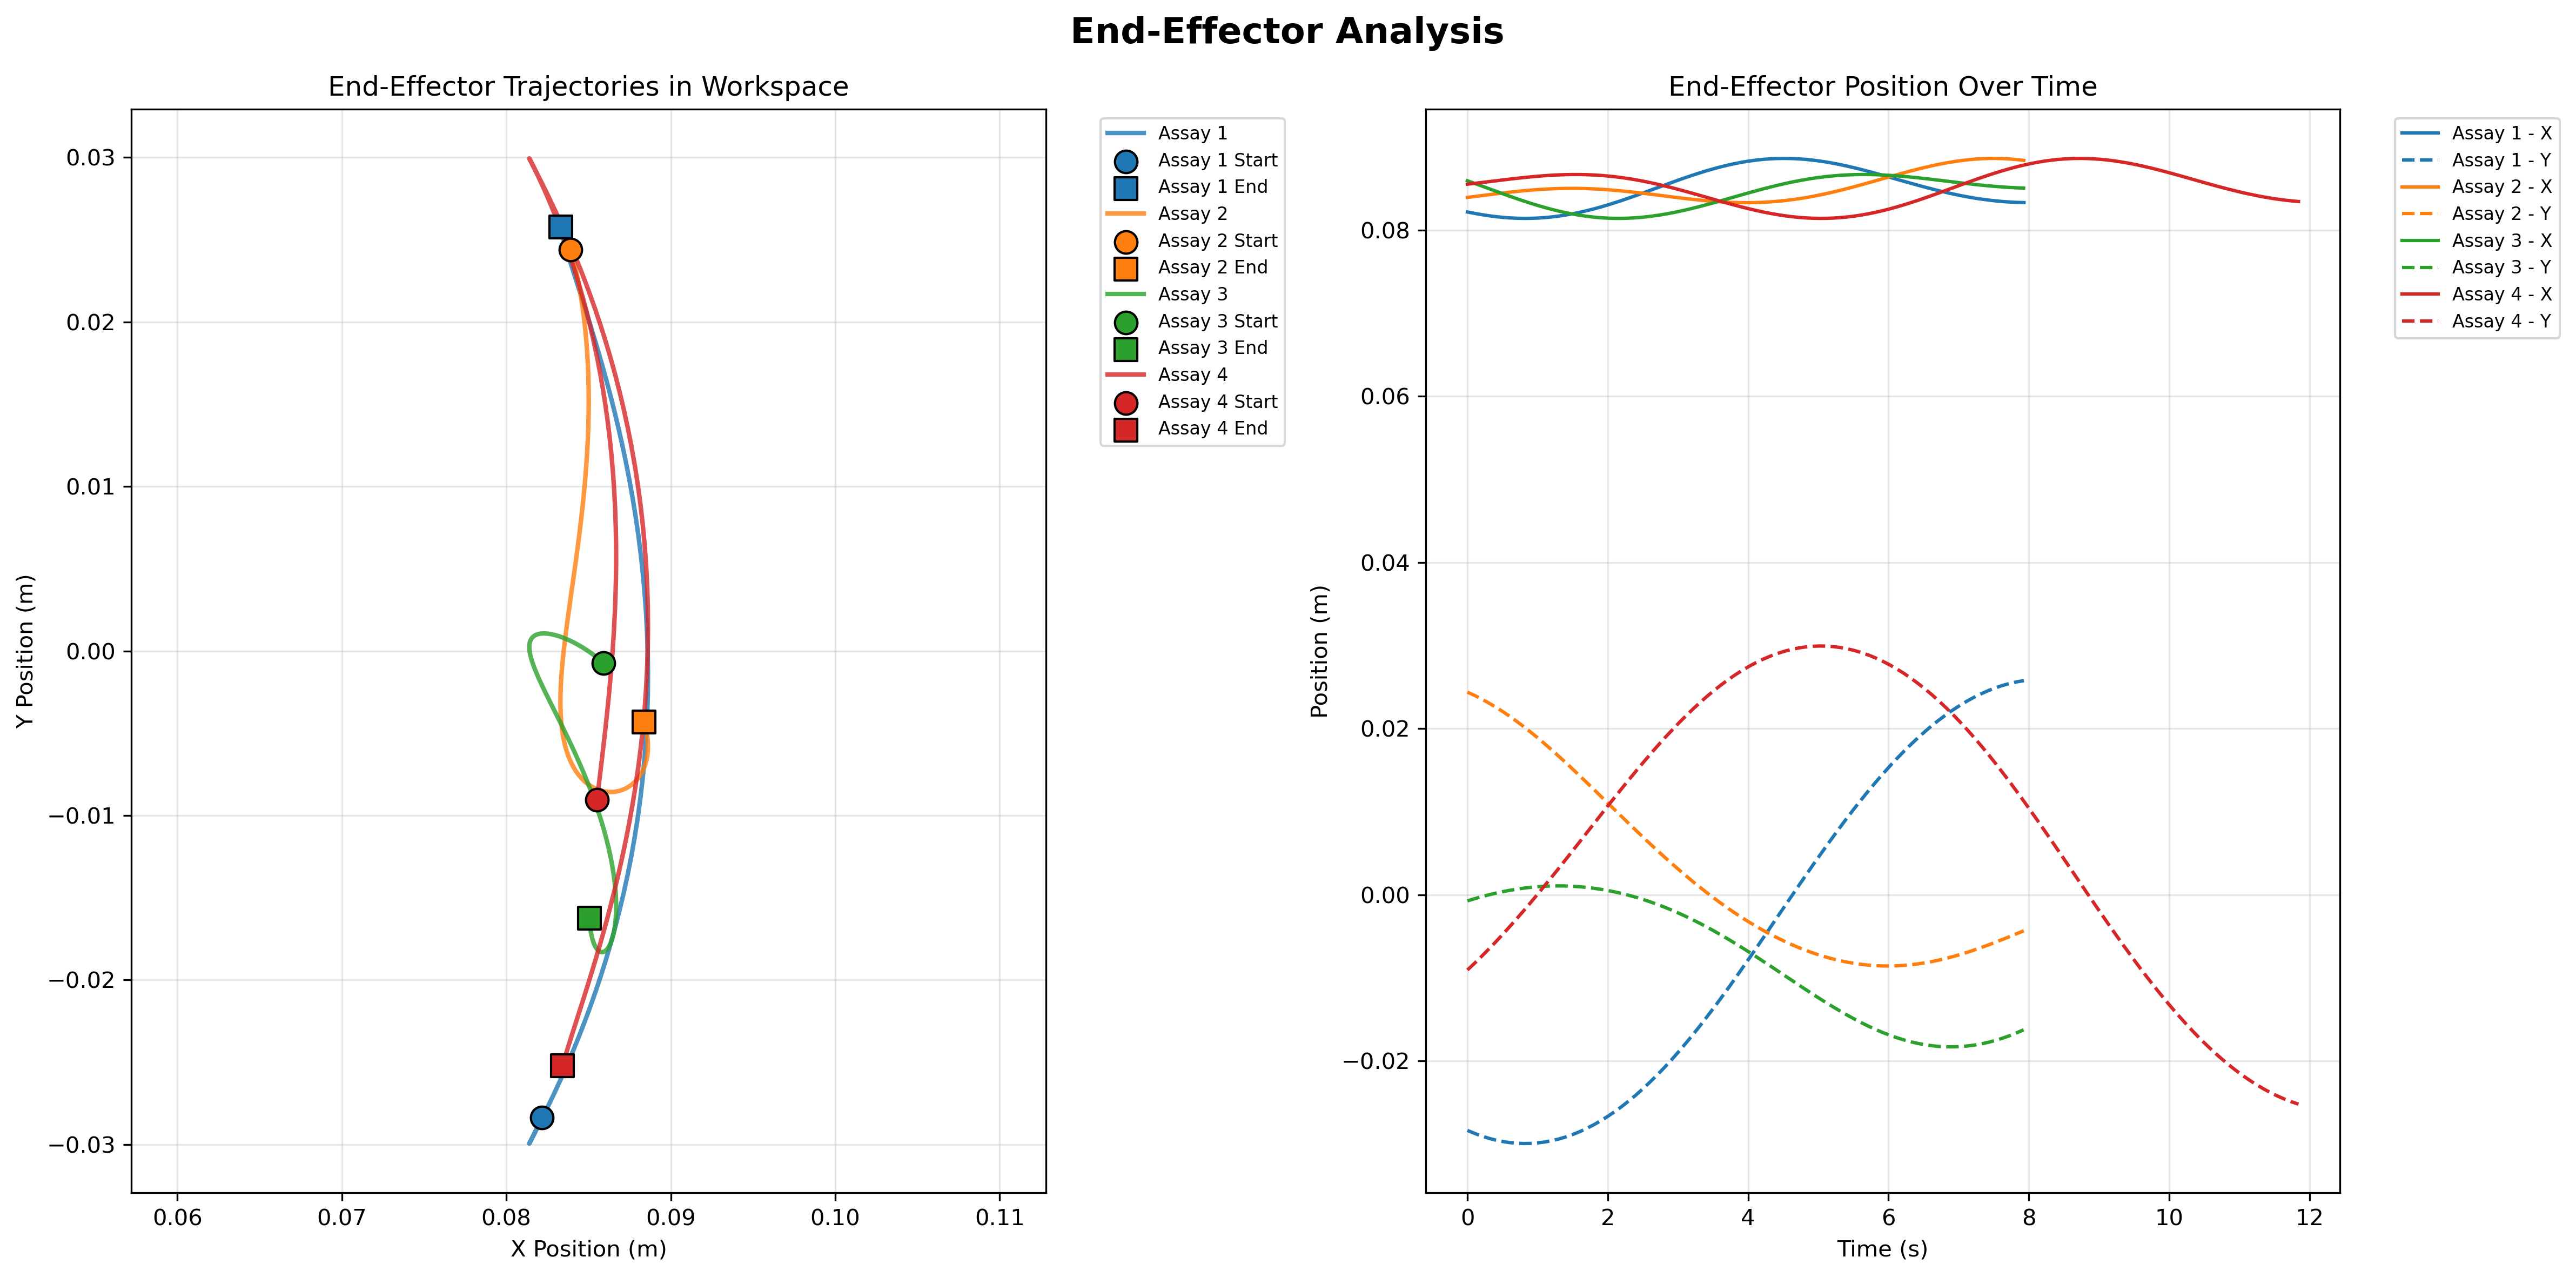 End-Effector Analysis
End-Effector Trajectories in Workspace
Y Position (m)
0.03
0.02
0.01
0.00
−0.01
−0.02
−0.03
0.06 0.07 0.08 0.09 0.10 0.11
X Position (m)
Assay 1
Assay 1 Start
Assay 1 End
Assay 2
Assay 2 Start
Assay 2 End
Assay 3
Assay 3 Start
Assay 3 End
Assay 4
Assay 4 Start
Assay 4 End
End-Effector Position Over Time
Position (m)
0.08
0.06
0.04
0.02
0.00
−0.02
0 2 4 6 8 10 12
Time (s)
Assay 1 - X
Assay 1 - Y
Assay 2 - X
Assay 2 - Y
Assay 3 - X
Assay 3 - Y
Assay 4 - X
Assay 4 - Y